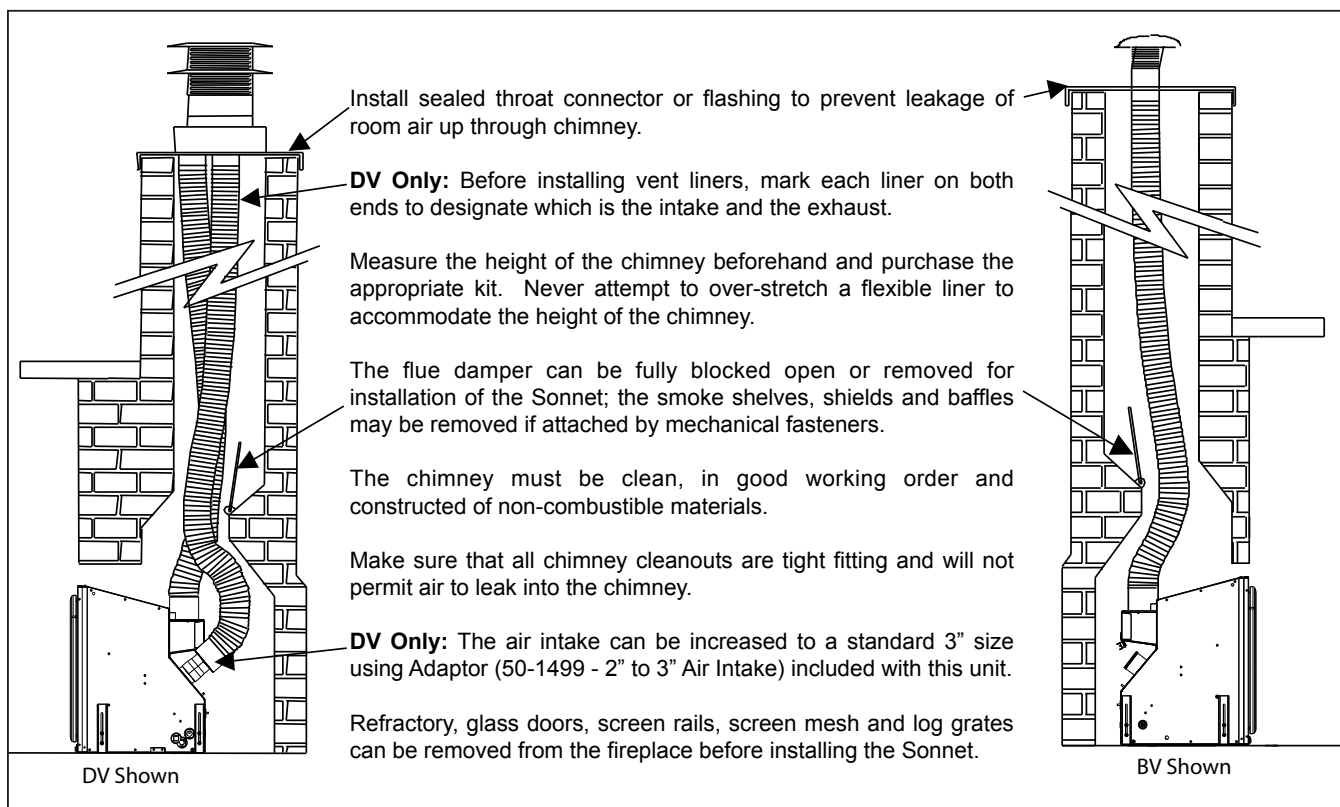 Install sealed throat connector or flashing to prevent leakage of
room air up through chimney.
DV Only: Before installing vent liners, mark each liner on both
ends to designate which is the intake and the exhaust.
Measure the height of the chimney beforehand and purchase the
appropriate kit.  Never attempt to over-stretch a flexible liner to
accommodate the height of the chimney.
The flue damper can be fully blocked open or removed for
installation of the Sonnet; the smoke shelves, shields and baffles
may be removed if attached by mechanical fasteners.
The chimney must be clean, in good working order and
constructed of non-combustible materials.
Make sure that all chimney cleanouts are tight fitting and will not
permit air to leak into the chimney.
DV Only: The air intake can be increased to a standard 3” size
using Adaptor (50-1499 - 2” to 3” Air Intake) included with this unit.
Refractory, glass doors, screen rails, screen mesh and log grates
can be removed from the fireplace before installing the Sonnet.
DV Shown
BV Shown